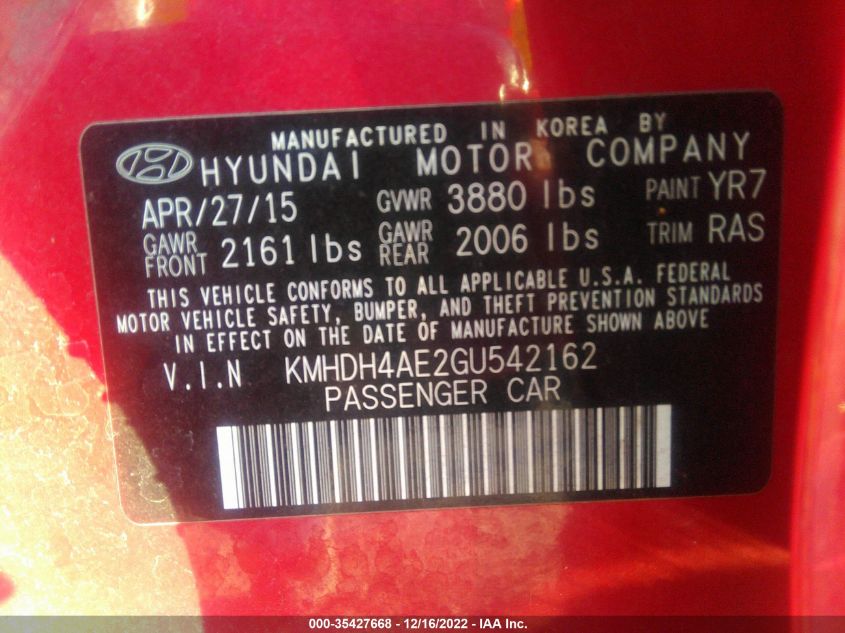 MANUFACTURED IN KOREA BY
HYUNDAI MOTOR COMPANY
APR/27/15 GVWR 3880 lbs PAINT YR7
GAWR FRONT 2161 lbs GAWR REAR 2006 lbs TRIM RAS
THIS VEHICLE CONFORMS TO ALL APPLICABLE U.S.A. FEDERAL
MOTOR VEHICLE SAFETY, BUMPER, AND THEFT PREVENTION STANDARDS
IN EFFECT ON THE DATE OF MANUFACTURE SHOWN ABOVE
V.I.N KMHDH4AE2GU542162
PASSENGER CAR
000-35427668 - 12/16/2022 - IAA Inc.